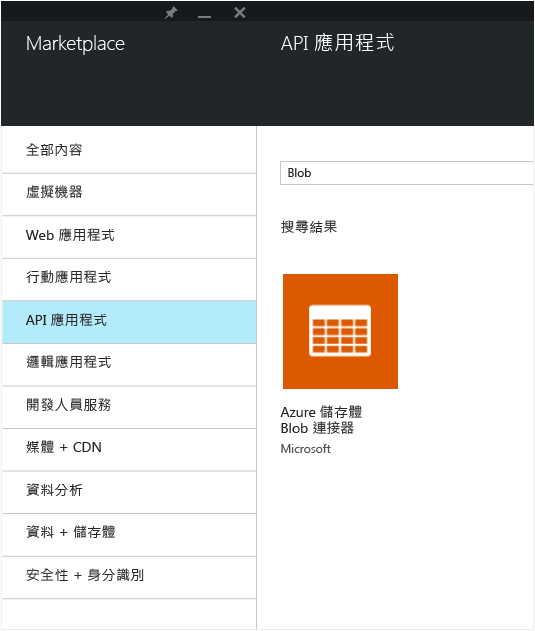 Marketplace
API 應用程式
全部內容
虛擬機器
Web 應用程式
行動應用程式
API 應用程式
邏輯應用程式
開發人員服務
媒體 + CDN
資料分析
資料 + 儲存體
安全性 + 身分識別
Blob
搜尋結果
Azure 儲存體
Blob 連接器
Microsoft